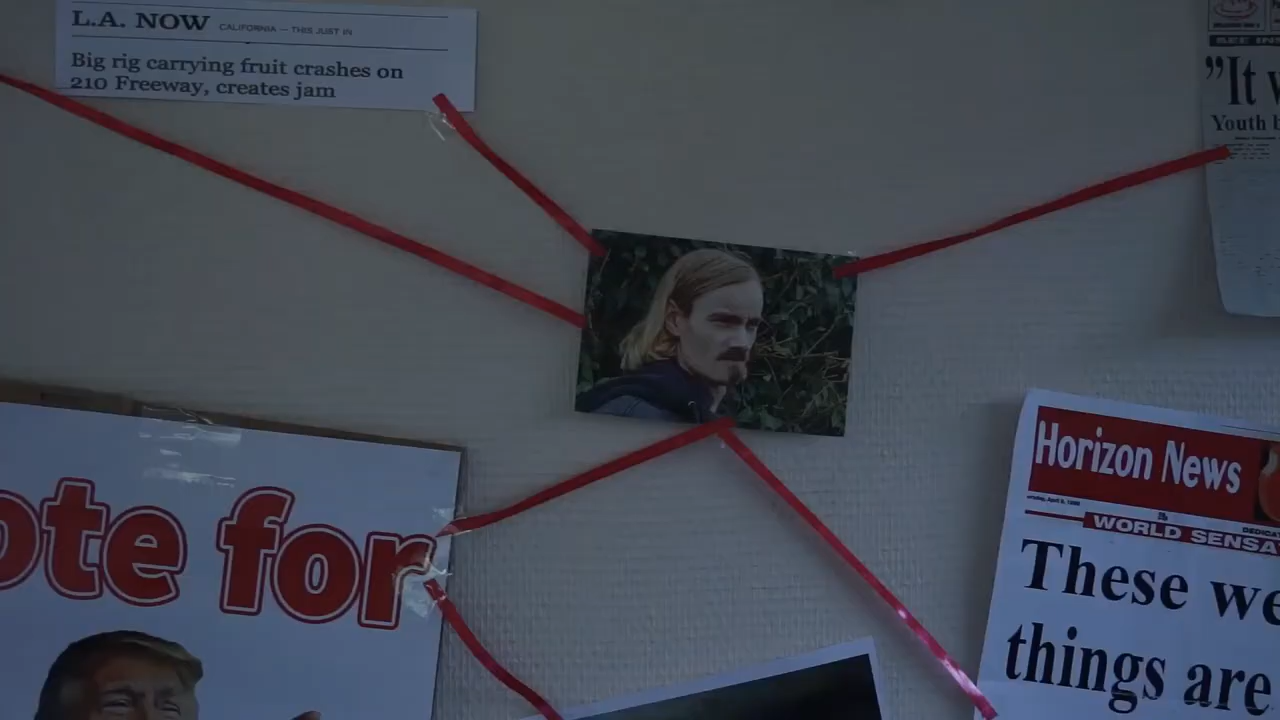 L.A. NOW CALIFORNIA — THIS JUST IN
Big rig carrying fruit crashes on
210 Freeway, creates jam
"It
Youth
ote for
Horizon News
WORLD SENSA
These we
things are